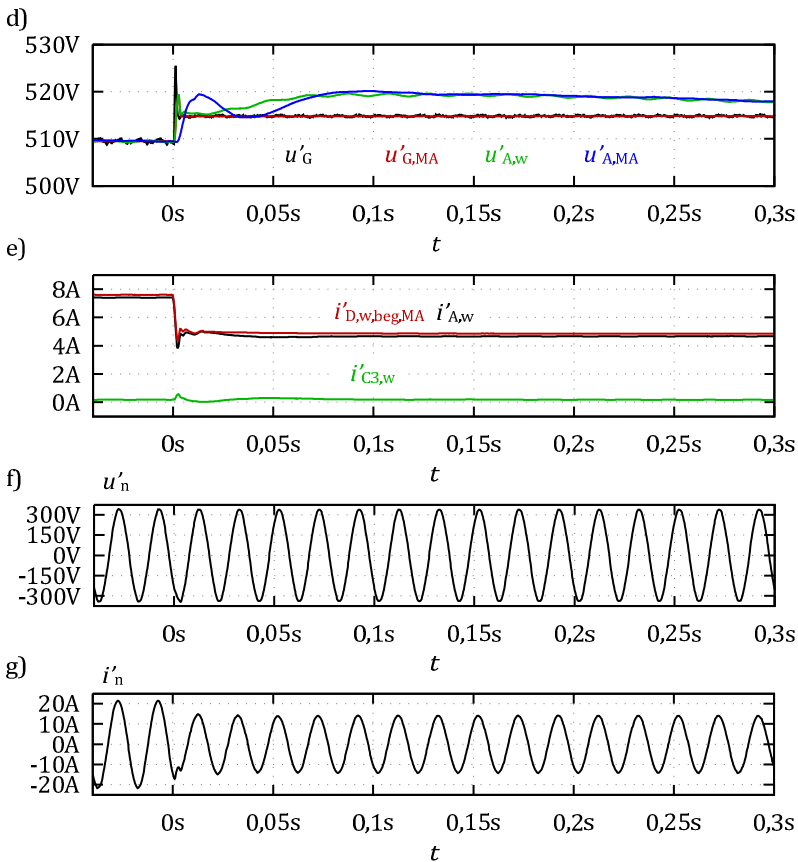 d)
530V
520V
510V
500V
u′G u′G,MA u′A,w u′A,MA
0s 0,05s 0,1s 0,15s 0,2s 0,25s 0,3s
t
e)
8A
6A
4A
2A
0A
i′D,w,beg,MA i′A,w
i′C3,w
0s 0,05s 0,1s 0,15s 0,2s 0,25s 0,3s
t
f)
u′n
300V
150V
0V
-150V
-300V
0s 0,05s 0,1s 0,15s 0,2s 0,25s 0,3s
t
g)
i′n
20A
10A
0A
-10A
-20A
0s 0,05s 0,1s 0,15s 0,2s 0,25s 0,3s
t